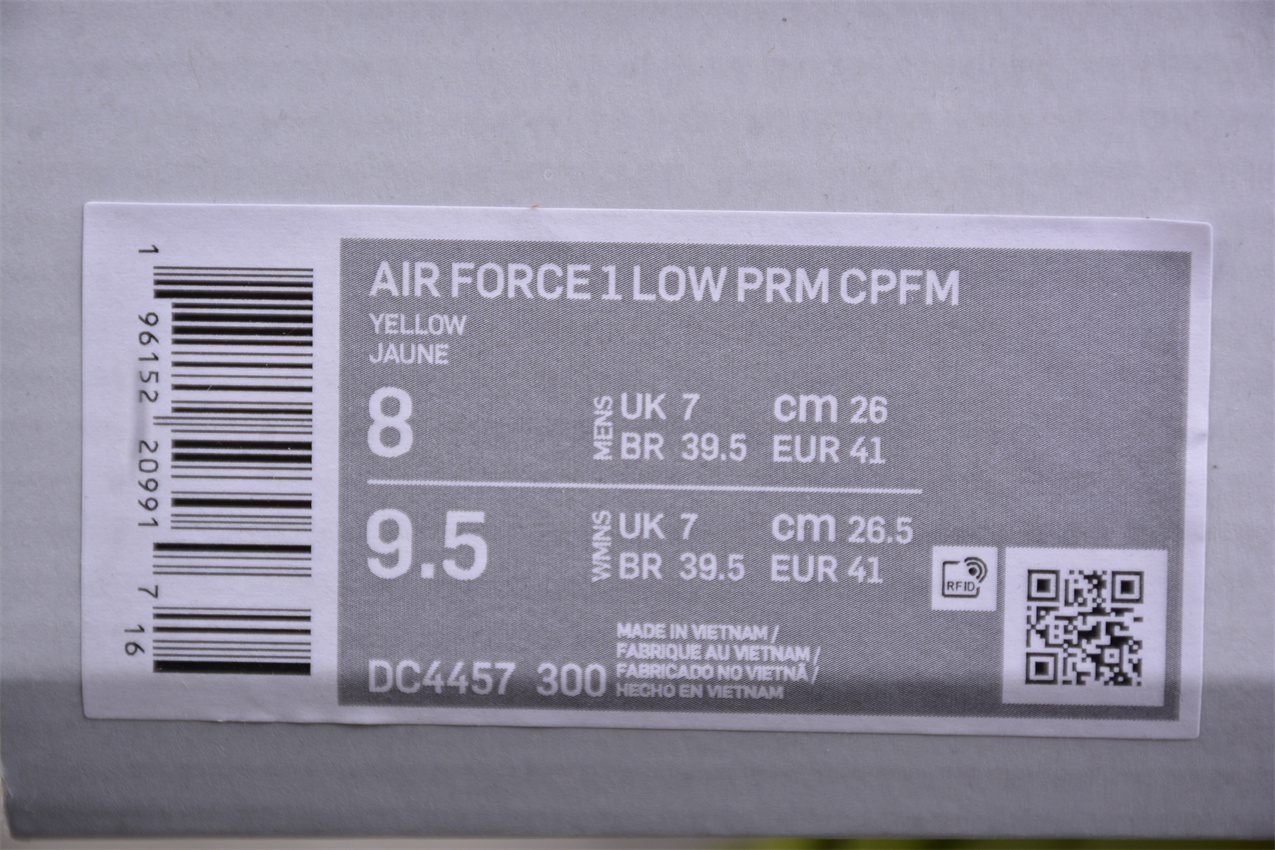 1 96152 20991 7
16
AIR FORCE 1 LOW PRM CPFM
YELLOW
JAUNE
8
MENS
UK 7 cm 26
BR 39.5 EUR 41
9.5
WMNS
UK 7 cm 26.5
BR 39.5 EUR 41
RFID
DC4457 300
MADE IN VIETNAM /
FABRIQUE AU VIETNAM /
FABRICADO NO VIETNÃ /
HECHO EN VIETNAM